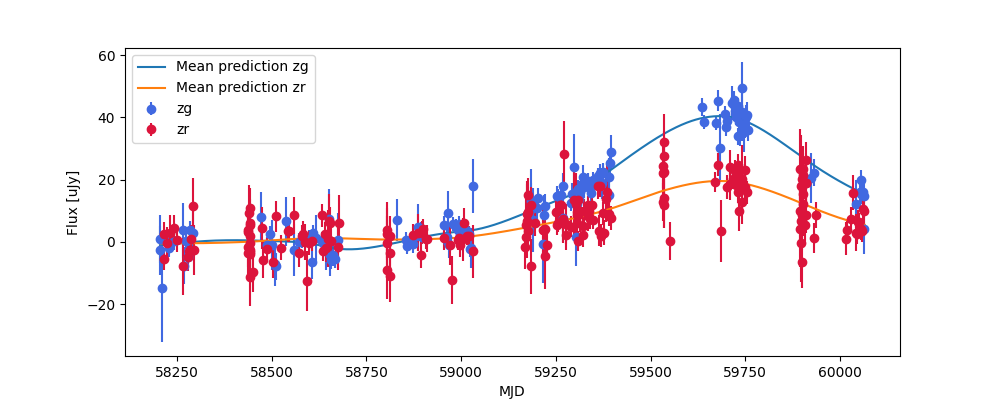 60
40
20
0
−20
Flux [uJy]
Mean prediction zg
Mean prediction zr
zg
zr
58250 58500 58750 59000 59250 59500 59750 60000
MJD